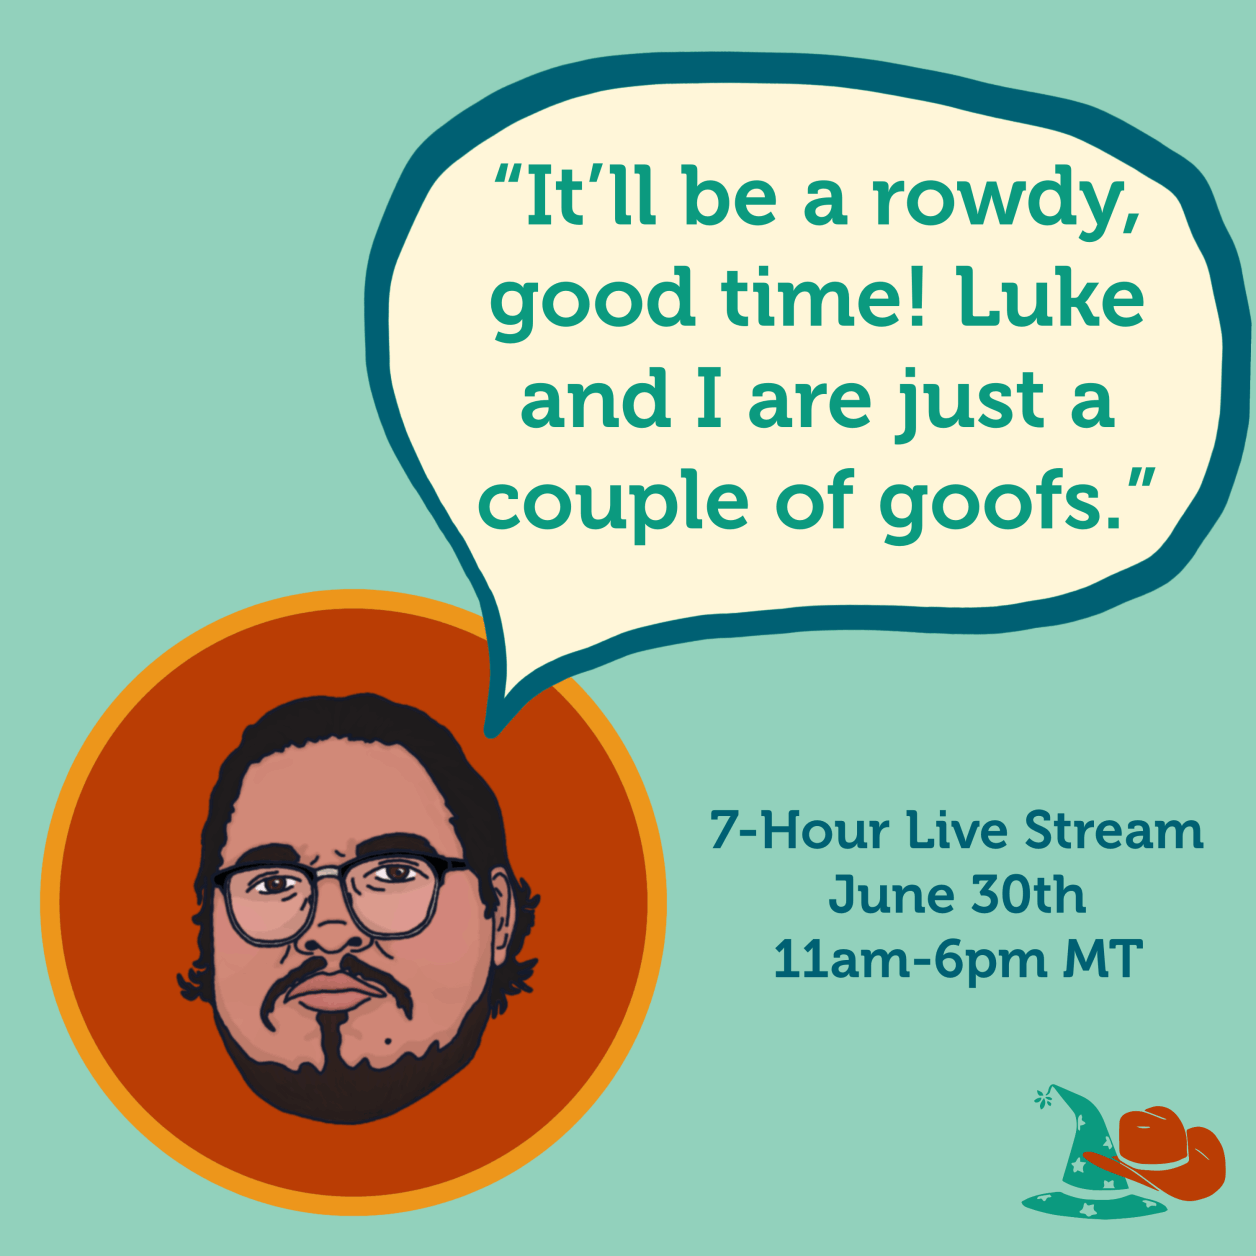 “It’ll be a rowdy,
good time! Luke
and I are just a
couple of goofs.”
7-Hour Live Stream
June 30th
11am-6pm MT